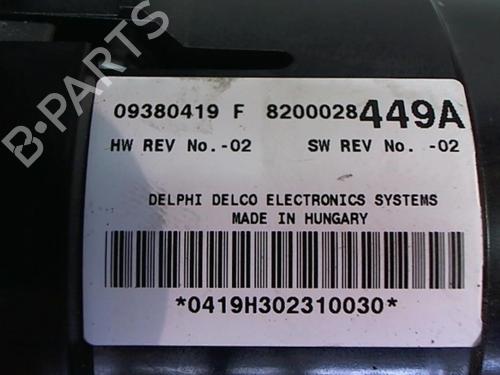 B-PARTS
09380419 F 8200028449A
HW REV No.-02 SW REV No. -02
DELPHI DELCO ELECTRONICS SYSTEMS
MADE IN HUNGARY
*0419H302310030*